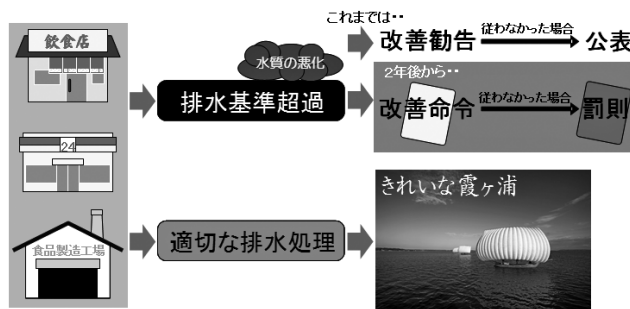 飲食店
24
食品製造工場
水質の悪化
排水基準超過
適切な排水処理
これまでは‥
改善勧告
従わなかった場合
公表
2年後から‥
改善命令
従わなかった場合
罰則
きれいな霞ヶ浦